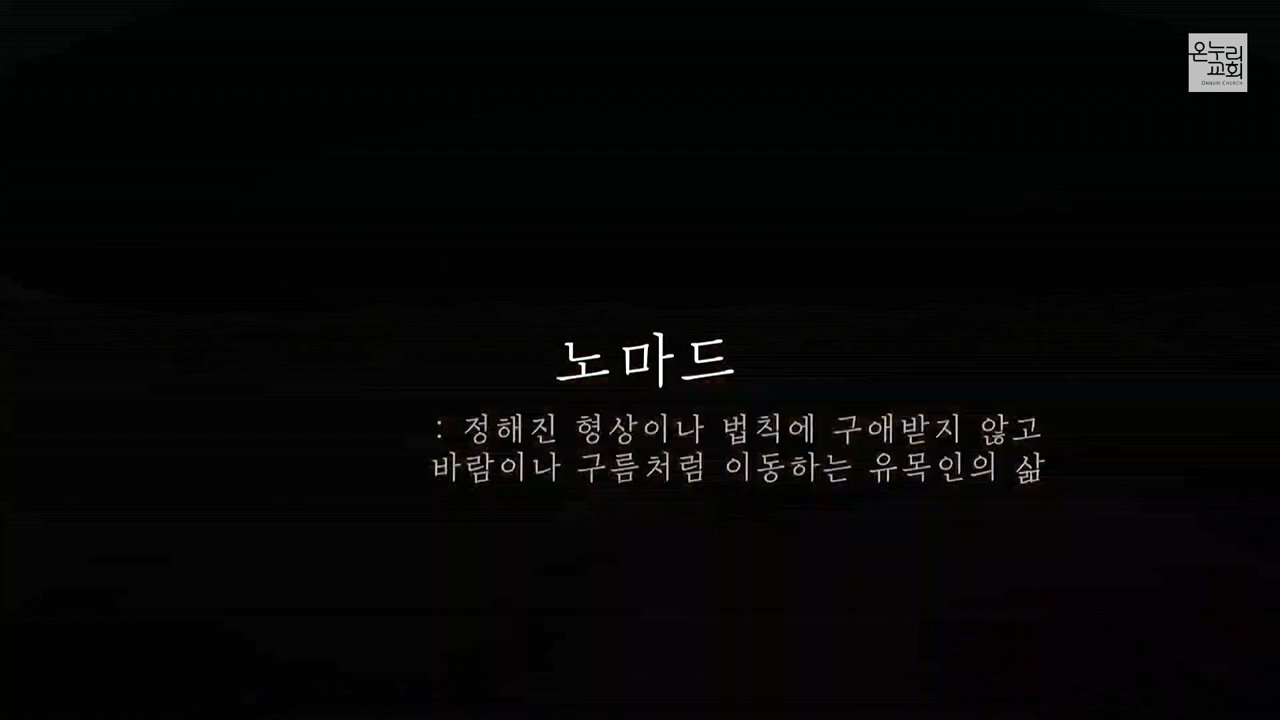 온누리
교회
ONNURI CHURCH
노마드
: 정해진 형상이나 법칙에 구애받지 않고
바람이나 구름처럼 이동하는 유목인의 삶